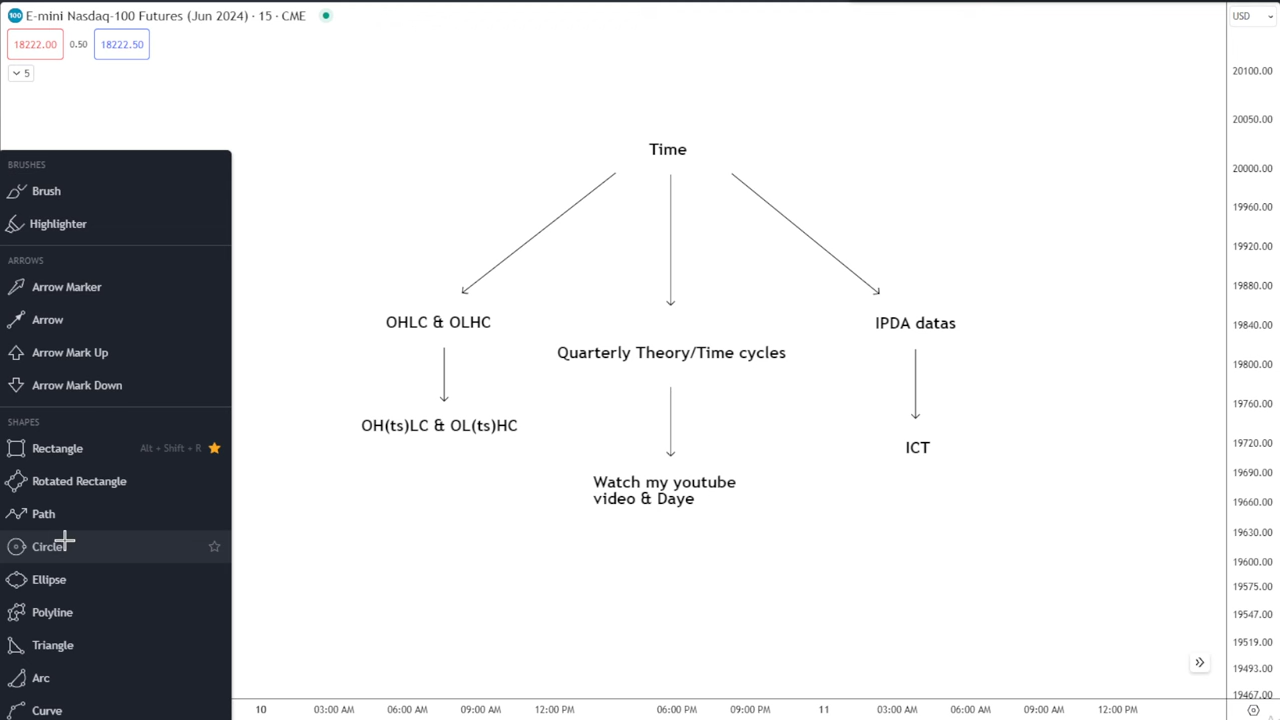 E-mini Nasdaq-100 Futures (Jun 2024) · 15 · CME
USD
18222.00 0.50 18222.50
5
BRUSHES
Brush
Highlighter
ARROWS
Arrow Marker
Arrow
Arrow Mark Up
Arrow Mark Down
SHAPES
Rectangle Alt + Shift + R
Rotated Rectangle
Path
Circle
Ellipse
Polyline
Triangle
Arc
Curve
Time
OHLC & OLHC
OH(ts)LC & OL(ts)HC
Quarterly Theory/Time cycles
Watch my youtube
video & Daye
IPDA datas
ICT
20100.00
20050.00
20000.00
19960.00
19920.00
19880.00
19840.00
19800.00
19760.00
19720.00
19690.00
19660.00
19630.00
19600.00
19575.00
19547.00
19519.00
19493.00
19467.00
10 03:00 AM 06:00 AM 09:00 AM 12:00 PM 06:00 PM 09:00 PM 11 03:00 AM 06:00 AM 09:00 AM 12:00 PM